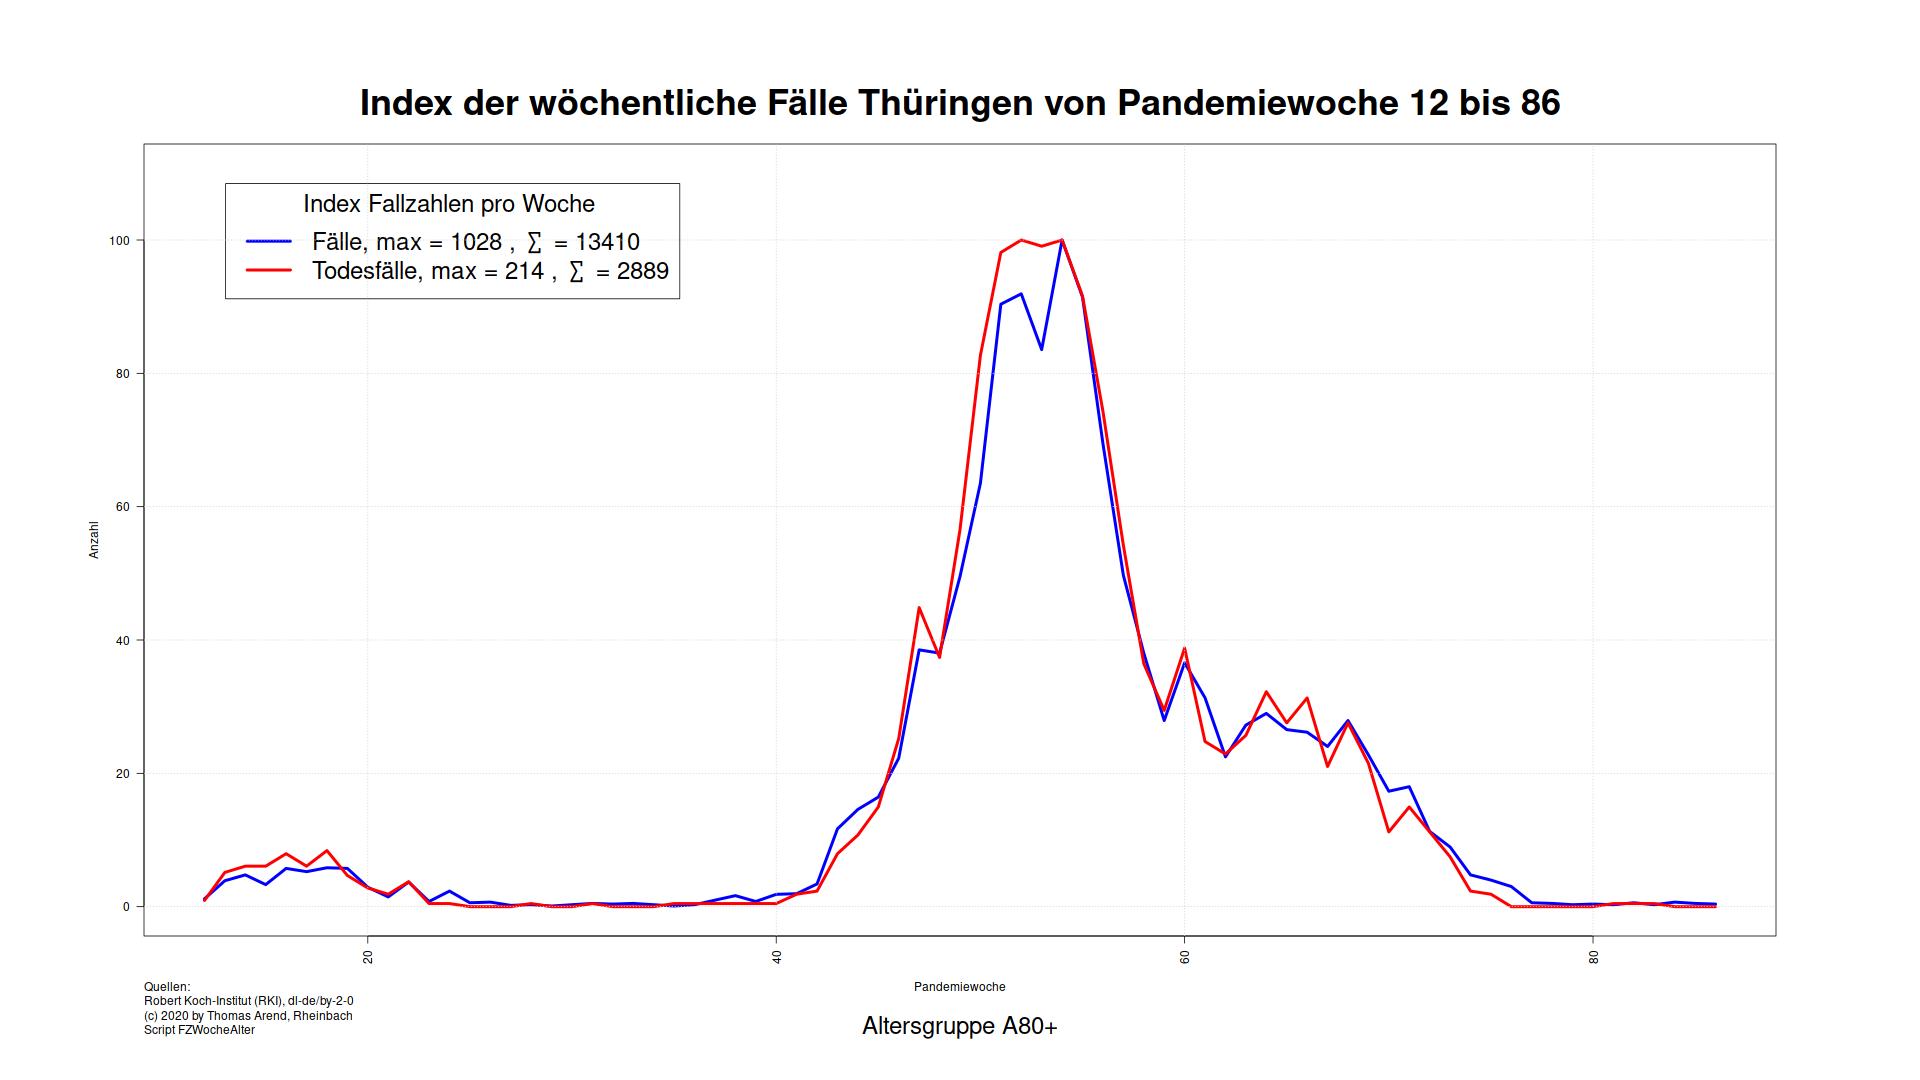 Index der wöchentliche Fälle Thüringen von Pandemiewoche 12 bis 86
Index Fallzahlen pro Woche
Fälle, max = 1028 , ∑ = 13410
Todesfälle, max = 214 , ∑ = 2889
100
80
60
40
20
0
Anzahl
20
40
60
80
Pandemiewoche
Altersgruppe A80+
Quellen:
Robert Koch-Institut (RKI), dl-de/by-2-0
(c) 2020 by Thomas Arend, Rheinbach
Script FZWocheAlter